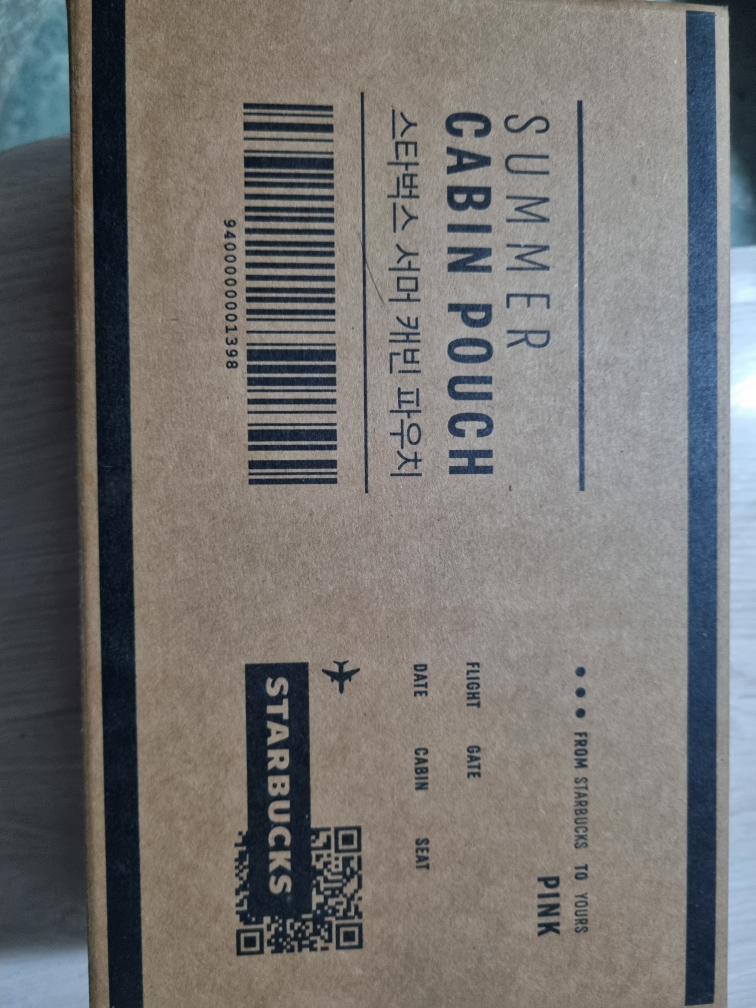 SUMMER
CABIN POUCH
스타벅스 서머 캐빈 파우치
9400000001398
••• FROM STARBUCKS TO YOURS
PINK
FLIGHT GATE
DATE CABIN SEAT
STARBUCKS